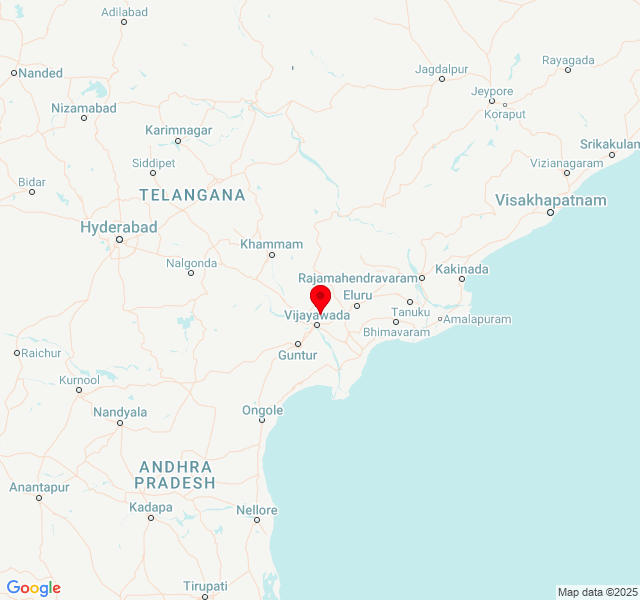 Adilabad
Nanded
Jagdalpur
Rayagada
Nizamabad
Jeypore
Koraput
Karimnagar
Srikakulam
Siddipet
Vizianagaram
Bidar
TELANGANA
Visakhapatnam
Hyderabad
Khammam
Nalgonda
Rajamahendravaram
Kakinada
Eluru
Vijayawada
Tanuku
Amalapuram
Bhimavaram
Guntur
Raichur
Kurnool
Nandyala
Ongole
ANDHRA
PRADESH
Anantapur
Kadapa
Nellore
Tirupati
Google
Map data ©2025